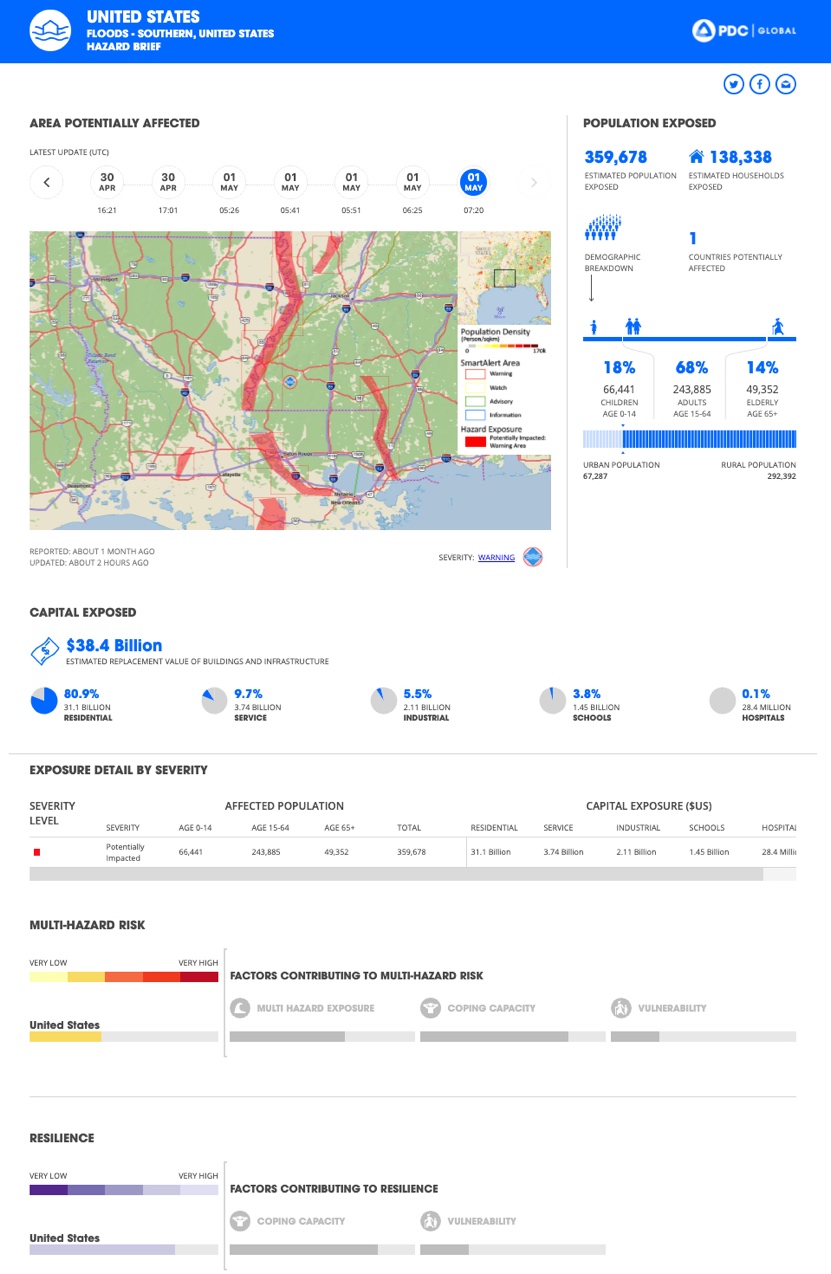 UNITED STATES
FLOODS - SOUTHERN, UNITED STATES
HAZARD BRIEF
PDC | GLOBAL
AREA POTENTIALLY AFFECTED
LATEST UPDATE (UTC)
30 APR
30 APR
01 MAY
01 MAY
01 MAY
01 MAY
01 MAY
16:21
17:01
05:26
05:41
05:51
06:25
07:20
Population Density
(Person/sqkm)
0 170k
SmartAlert Area
Warning
Watch
Advisory
Information
Hazard Exposure
Potentially Impacted:
Warning Area
Lafayette
New Orleans
REPORTED: ABOUT 1 MONTH AGO
UPDATED: ABOUT 2 HOURS AGO
SEVERITY: WARNING
POPULATION EXPOSED
359,678
ESTIMATED POPULATION
EXPOSED
138,338
ESTIMATED HOUSEHOLDS
EXPOSED
DEMOGRAPHIC
BREAKDOWN
1
COUNTRIES POTENTIALLY
AFFECTED
18%
66,441
CHILDREN
AGE 0-14
68%
243,885
ADULTS
AGE 15-64
14%
49,352
ELDERLY
AGE 65+
URBAN POPULATION
67,287
RURAL POPULATION
292,392
CAPITAL EXPOSED
$38.4 Billion
ESTIMATED REPLACEMENT VALUE OF BUILDINGS AND INFRASTRUCTURE
80.9%
31.1 BILLION
RESIDENTIAL
9.7%
3.74 BILLION
SERVICE
5.5%
2.11 BILLION
INDUSTRIAL
3.8%
1.45 BILLION
SCHOOLS
0.1%
28.4 MILLION
HOSPITALS
EXPOSURE DETAIL BY SEVERITY
SEVERITY
LEVEL
AFFECTED POPULATION
CAPITAL EXPOSURE ($US)
SEVERITY AGE 0-14 AGE 15-64 AGE 65+ TOTAL RESIDENTIAL SERVICE INDUSTRIAL SCHOOLS HOSPITA
Potentially
Impacted
66,441 243,885 49,352 359,678 31.1 Billion 3.74 Billion 2.11 Billion 1.45 Billion 28.4 Milli
MULTI-HAZARD RISK
VERY LOW VERY HIGH
United States
FACTORS CONTRIBUTING TO MULTI-HAZARD RISK
MULTI HAZARD EXPOSURE
COPING CAPACITY
VULNERABILITY
RESILIENCE
VERY LOW VERY HIGH
United States
FACTORS CONTRIBUTING TO RESILIENCE
COPING CAPACITY
VULNERABILITY